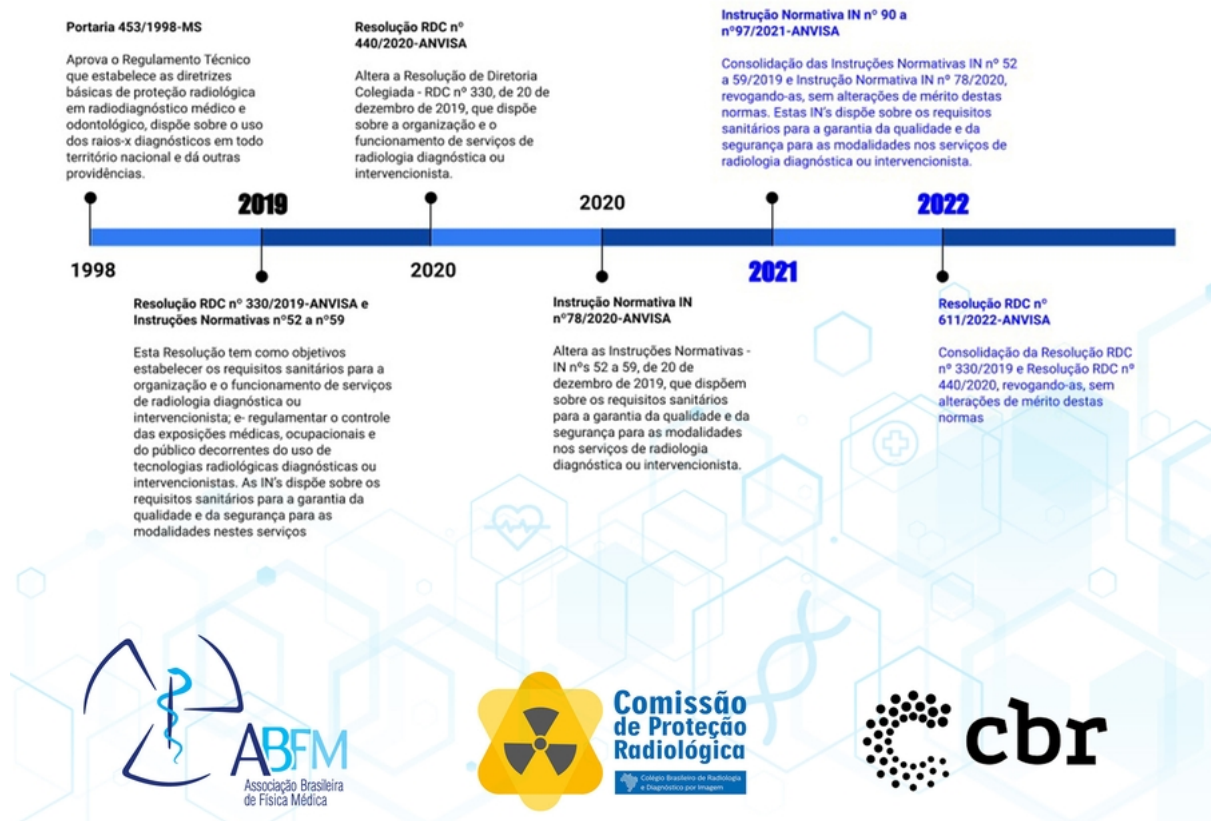 Portaria 453/1998-MS
Aprova o Regulamento Técnico
que estabelece as diretrizes
básicas de proteção radiológica
em radiodiagnóstico médico e
odontológico, dispõe sobre o uso
dos raios-x diagnósticos em todo
território nacional e dá outras
providências.
Resolução RDC nº
440/2020-ANVISA
Altera a Resolução de Diretoria
Colegiada - RDC nº 330, de 20 de
dezembro de 2019, que dispõe
sobre a organização e o
funcionamento de serviços de
radiologia diagnóstica ou
intervencionista.
Instrução Normativa IN nº 90 a
nº97/2021-ANVISA
Consolidação das Instruções Normativas IN nº 52
a 59/2019 e Instrução Normativa IN nº 78/2020,
revogando-as, sem alterações de mérito destas
normas. Estas IN's dispõe sobre os requisitos
sanitários para a garantia da qualidade e da
segurança para as modalidades nos serviços de
radiologia diagnóstica ou intervencionista.
2019
2020
2022
1998
2020
2021
Resolução RDC nº 330/2019-ANVISA e
Instruções Normativas nº52 a nº59
Esta Resolução tem como objetivos
estabelecer os requisitos sanitários para a
organização e o funcionamento de serviços
de radiologia diagnóstica ou
intervencionista; e- regulamentar o controle
das exposições médicas, ocupacionais e
do público decorrentes do uso de
tecnologias radiológicas diagnósticas ou
intervencionistas. As IN's dispõe sobre os
requisitos sanitários para a garantia da
qualidade e da segurança para as
modalidades nestes serviços
Instrução Normativa IN
nº78/2020-ANVISA
Altera as Instruções Normativas -
IN nºs 52 a 59, de 20 de
dezembro de 2019, que dispõem
sobre os requisitos sanitários
para a garantia da qualidade e da
segurança para as modalidades
nos serviços de radiologia
diagnóstica ou intervencionista.
Resolução RDC nº
611/2022-ANVISA
Consolidação da Resolução RDC
nº 330/2019 e Resolução RDC nº
440/2020, revogando-as, sem
alterações de mérito destas
normas
ABFM
Associação Brasileira
de Física Médica
Comissão
de Proteção
Radiológica
Colégio Brasileiro de Radiologia
e Diagnóstico por Imagem
cbr